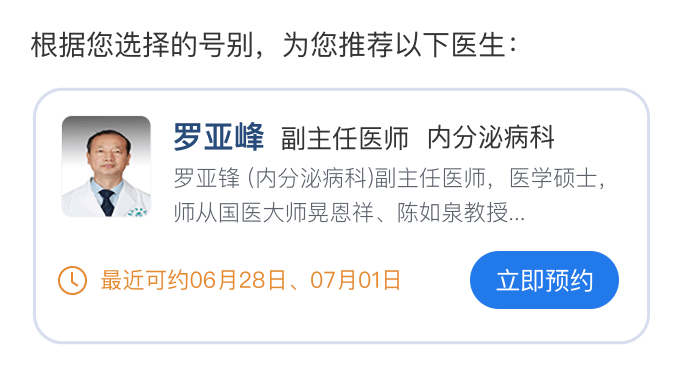 根据您选择的号别，为您推荐以下医生：
罗亚峰 副主任医师 内分泌病科
罗亚锋 (内分泌病科)副主任医师，医学硕士，
师从国医大师晃恩祥、陈如泉教授...
最近可约06月28日、07月01日
立即预约